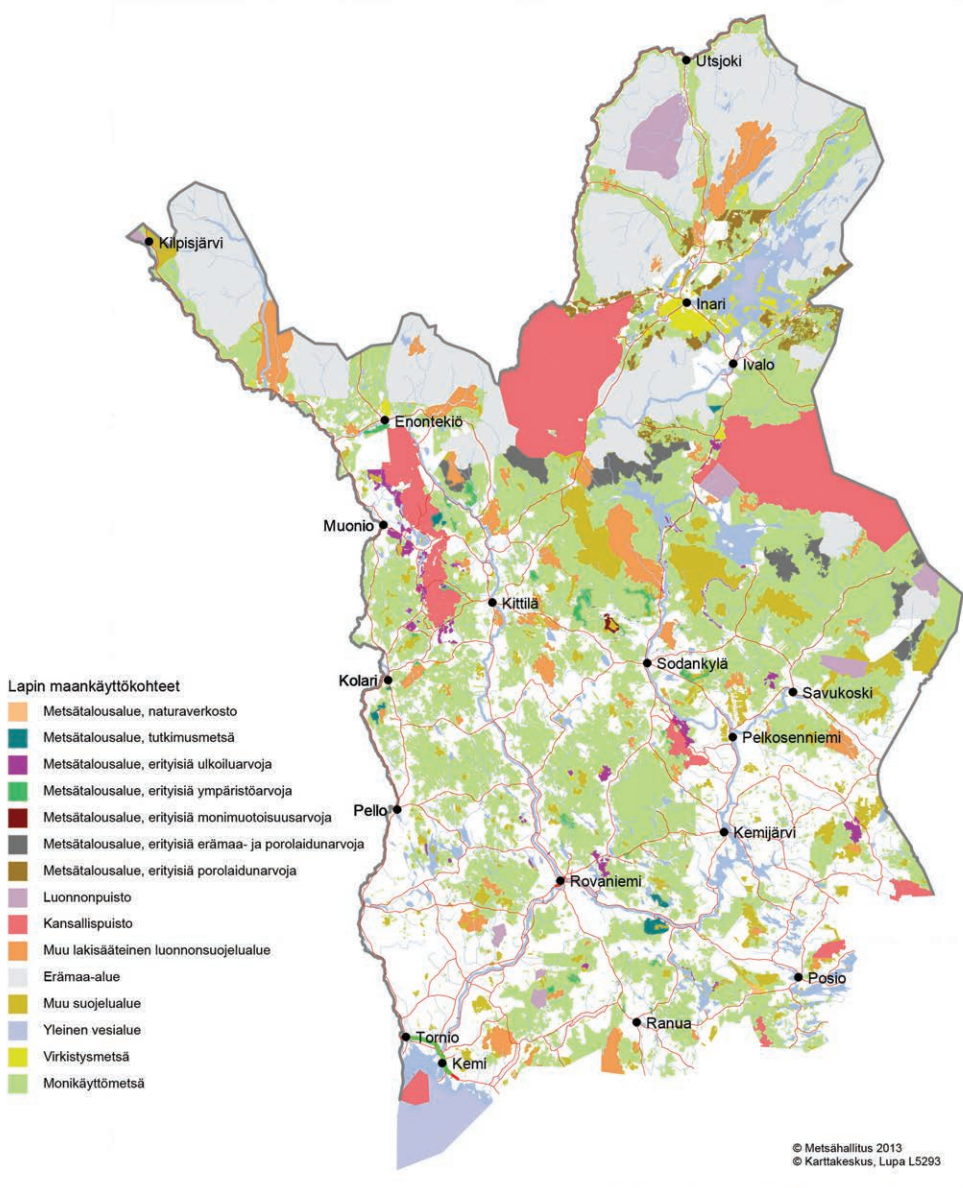 Utsjoki
Kilpisjärvi
Inari
Ivalo
Enontekiö
Muonio
Kittilä
Sodankylä
Kolari
Savukoski
Pelkosenniemi
Pello
Kemijärvi
Rovaniemi
Posio
Ranua
Tornio
Kemi
Lapin maankäyttökohteet
Metsätalousalue, naturaverkosto
Metsätalousalue, tutkimusmetsä
Metsätalousalue, erityisiä ulkoiluarvoja
Metsätalousalue, erityisiä ympäristöarvoja
Metsätalousalue, erityisiä monimuotoisuusarvoja
Metsätalousalue, erityisiä erämaa- ja porolaidunarvoja
Metsätalousalue, erityisiä porolaidunarvoja
Luonnonpuisto
Kansallispuisto
Muu lakisääteinen luonnonsuojelualue
Erämaa-alue
Muu suojelualue
Yleinen vesialue
Virkistysmetsä
Monikäyttömetsä
© Metsähallitus 2013
© Karttakeskus, Lupa L5293